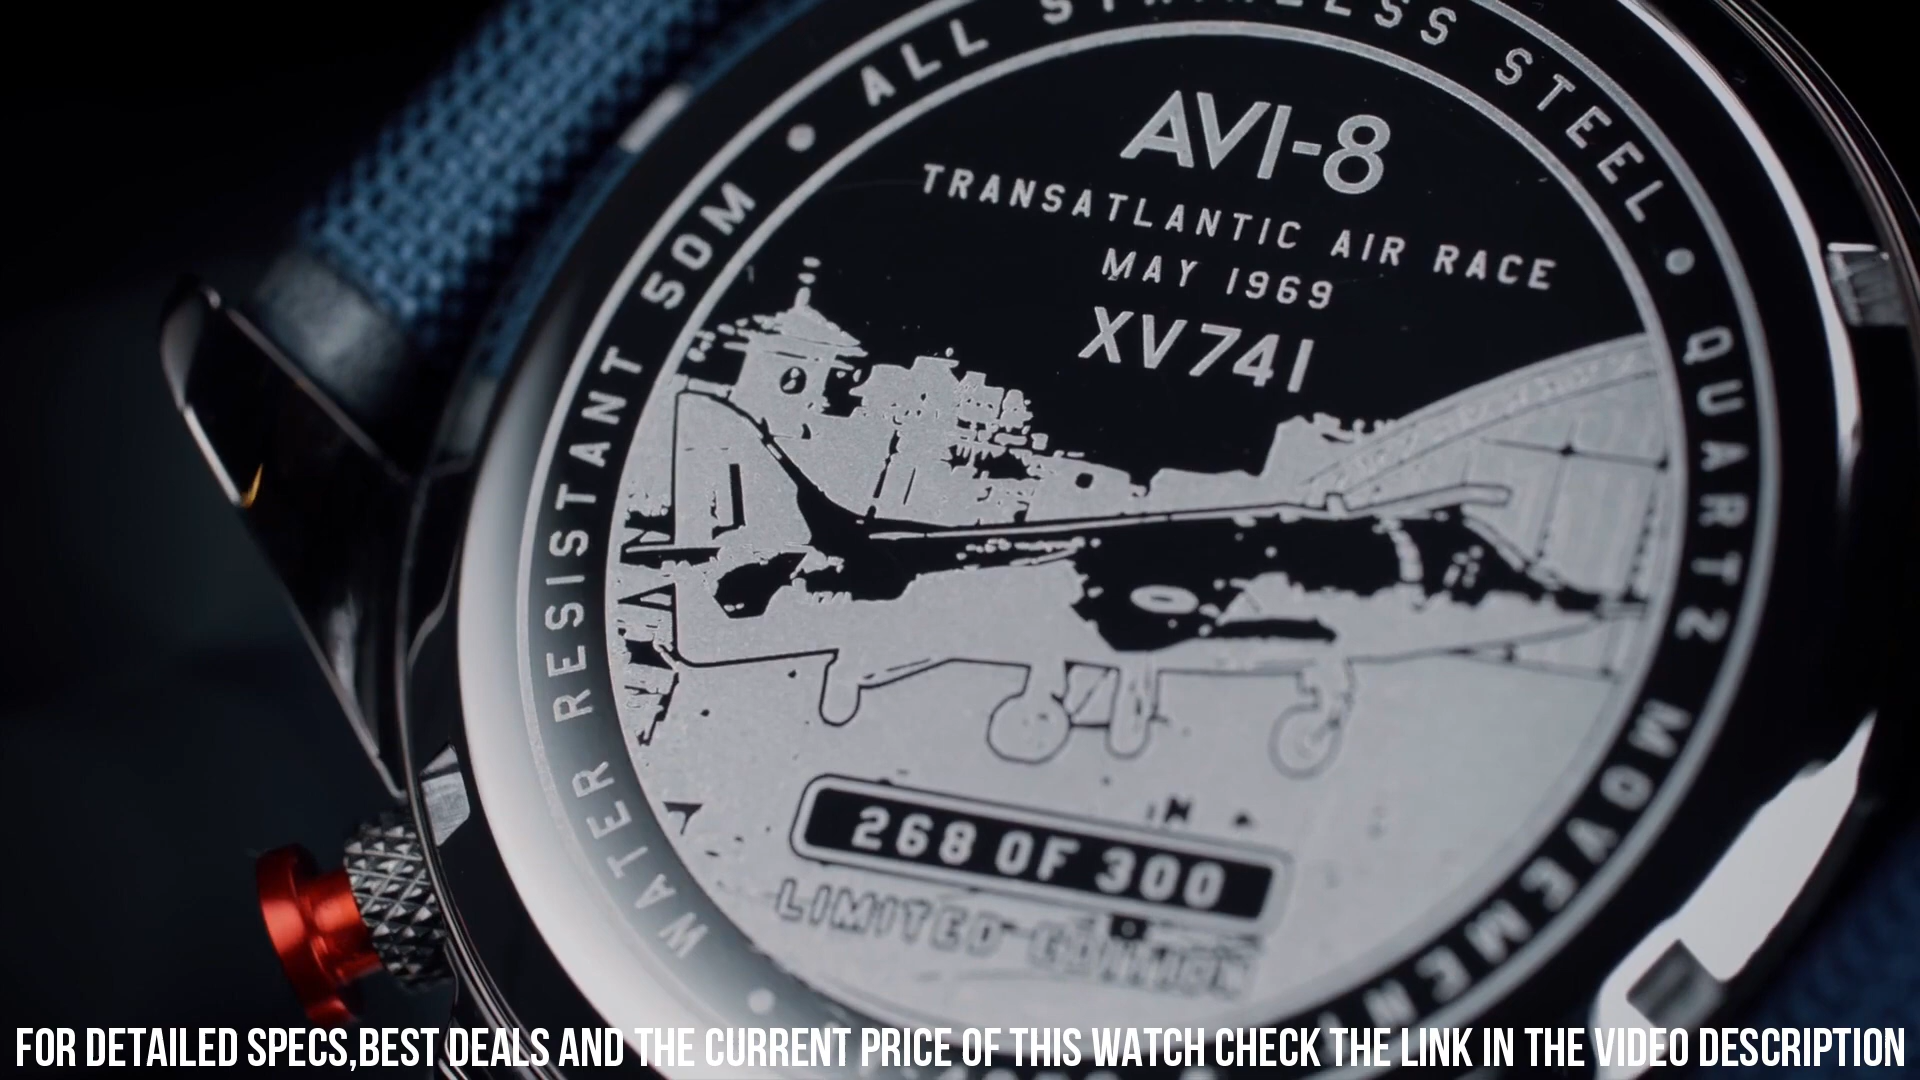 ALL STAINLESS STEEL • QUARTZ MOVEMENT
WATER RESISTANT 50M
AVI-8
TRANSATLANTIC AIR RACE
MAY 1969
XV741
268 OF 300
LIMITED EDITION
FOR DETAILED SPECS,BEST DEALS AND THE CURRENT PRICE OF THIS WATCH CHECK THE LINK IN THE VIDEO DESCRIPTION